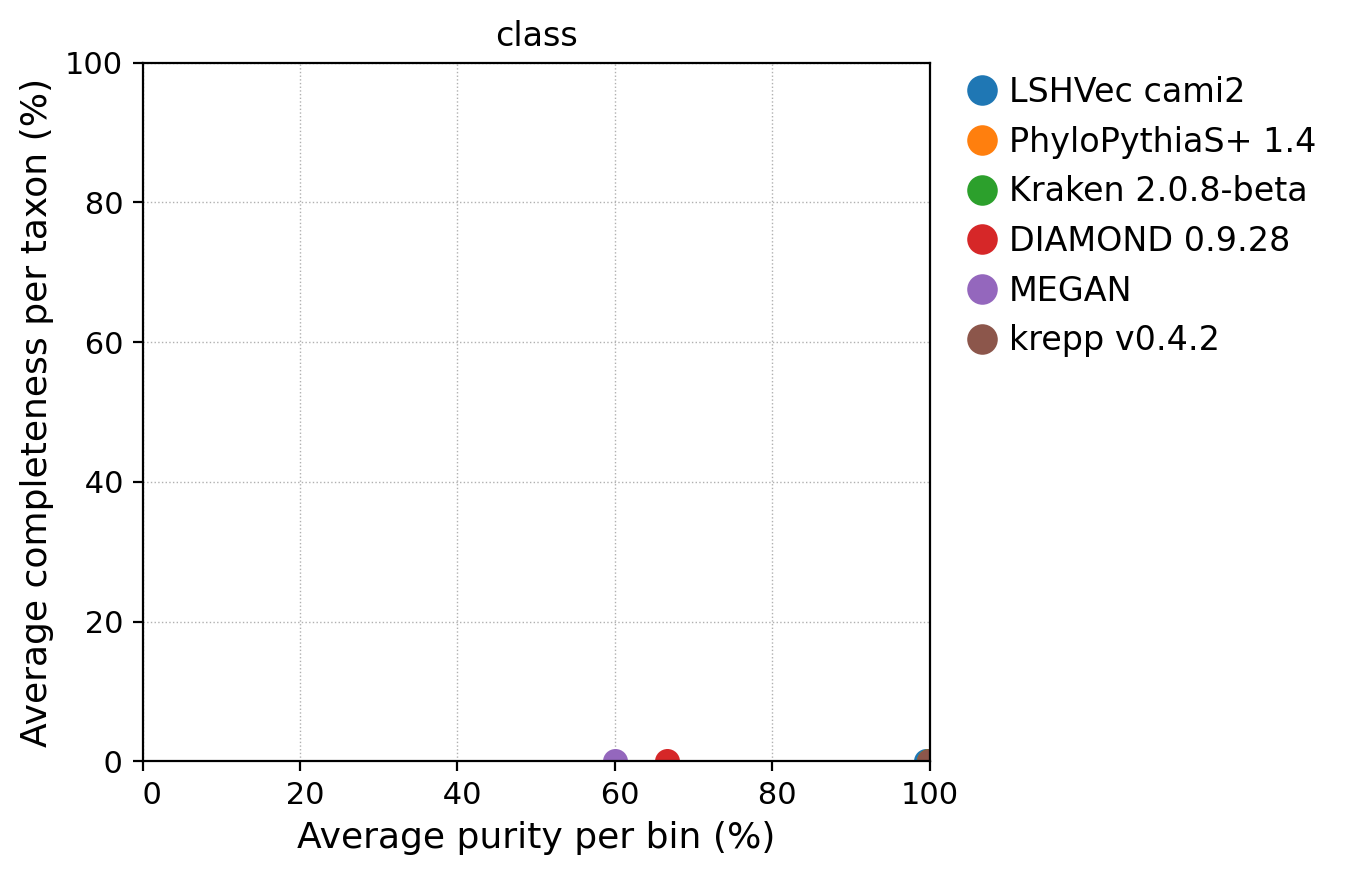 class
100
80
60
40
20
0
Average completeness per taxon (%)
0 20 40 60 80 100
Average purity per bin (%)
LSHVec cami2
PhyloPythiaS+ 1.4
Kraken 2.0.8-beta
DIAMOND 0.9.28
MEGAN
krepp v0.4.2